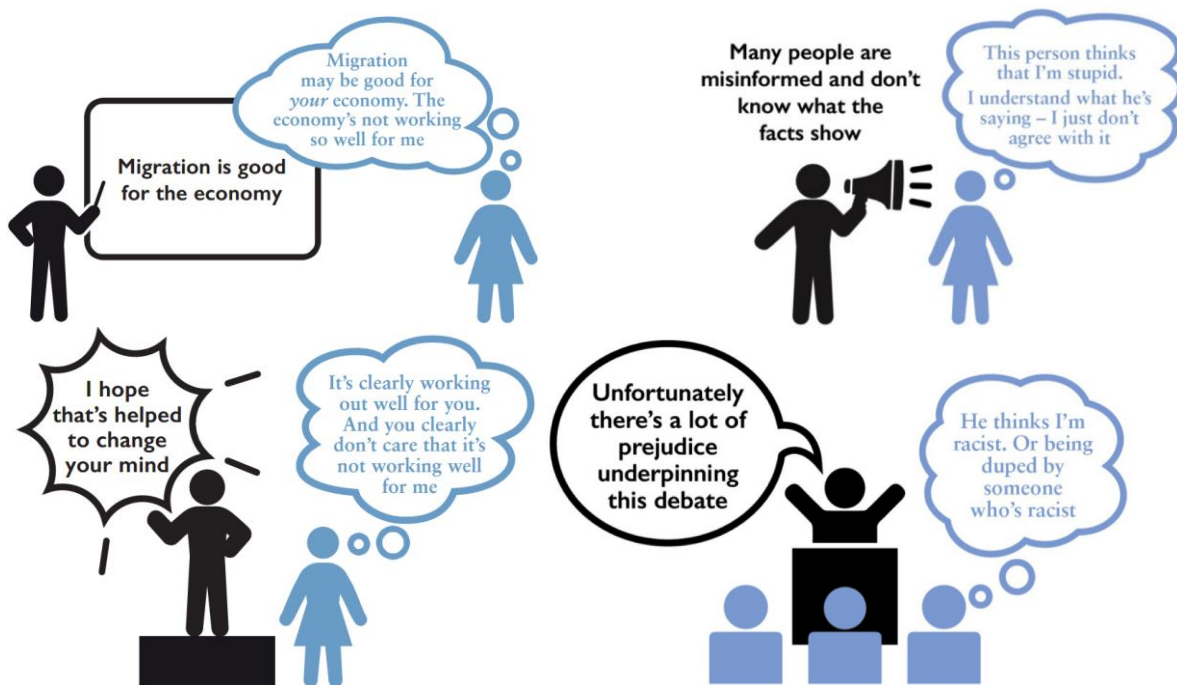 Migration
may be good for
your economy. The
economy's not working
so well for me
Migration is good
for the economy
Many people are
misinformed and don't
know what the
facts show
This person thinks
that I'm stupid.
I understand what he's
saying – I just don't
agree with it
I hope
that's helped
to change
your mind
It's clearly working
out well for you.
And you clearly
don't care that it's
not working well
for me
Unfortunately
there's a lot of
prejudice
underpinning
this debate
He thinks I'm
racist. Or being
duped by
someone
who's racist